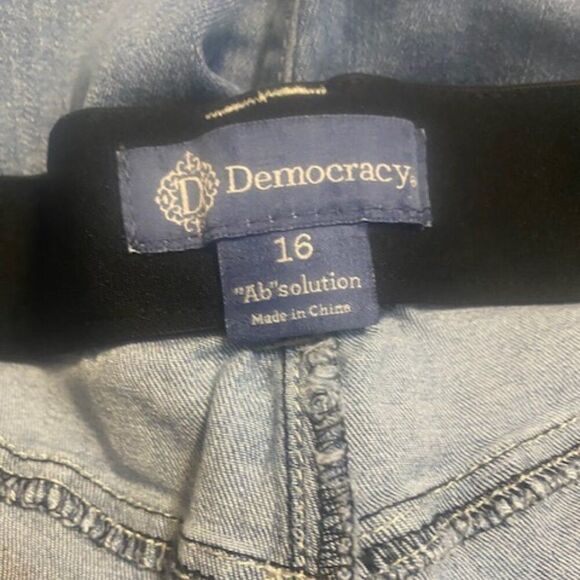 D
Democracy®
16
"Ab"solution
Made in China